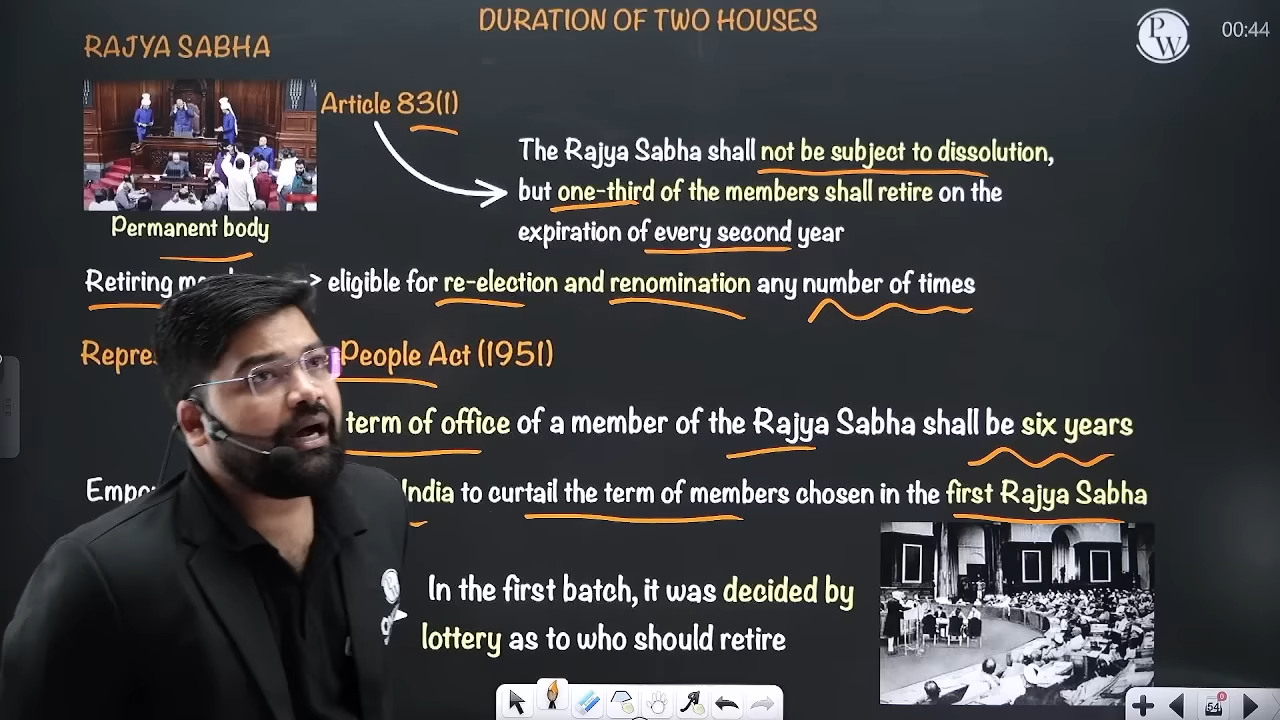 DURATION OF TWO HOUSES
PW
00:44
RAJYA SABHA
Article 83(1)
The Rajya Sabha shall not be subject to dissolution,
but one-third of the members shall retire on the
expiration of every second year
Permanent body
Retiring > eligible for re-election and renomination any number of times
People Act (1951)
term of office of a member of the Rajya Sabha shall be six years
India to curtail the term of members chosen in the first Rajya Sabha
In the first batch, it was decided by
lottery as to who should retire
54